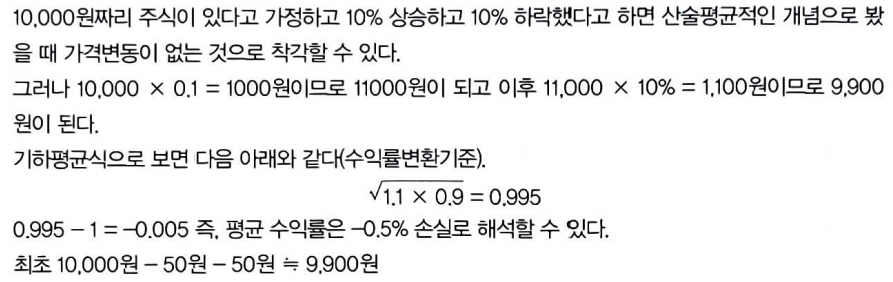 10,000원짜리 주식이 있다고 가정하고 10% 상승하고 10% 하락했다고 하면 산술평균적인 개념으로 봤
을 때 가격변동이 없는 것으로 착각할 수 있다.
그러나 10,000 × 0.1 = 1000원이므로 11000원이 되고 이후 11,000 × 10% = 1,100원이므로 9,900
원이 된다.
기하평균식으로 보면 다음 아래와 같다(수익률변환기준).
√1.1 × 0.9 = 0.995
0.995 − 1 = −0.005 즉, 평균 수익률은 −0.5% 손실로 해석할 수 있다.
최초 10,000원 − 50원 − 50원 ≒ 9,900원